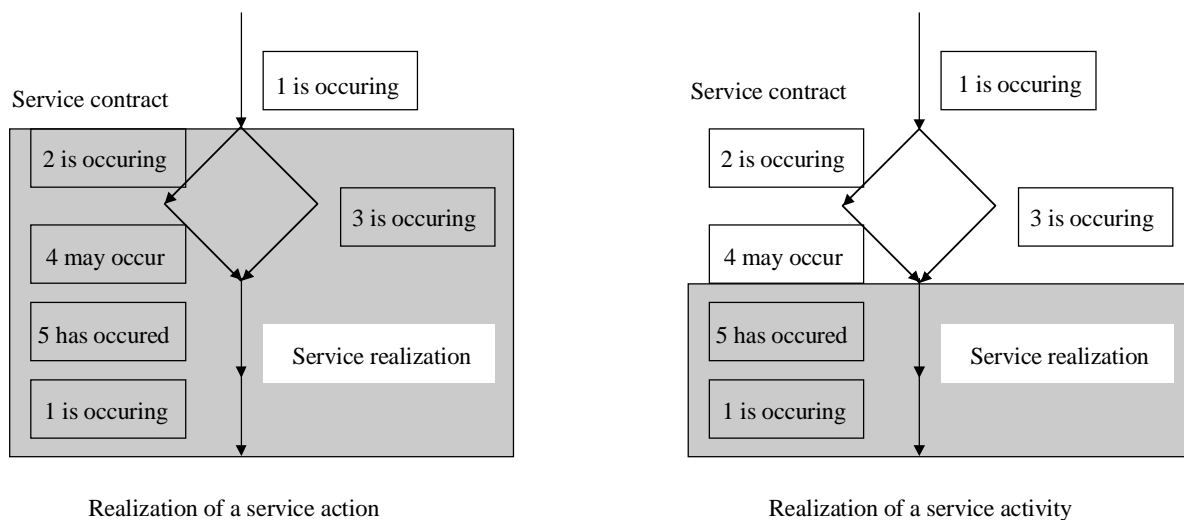 1 is occuring
Service contract
2 is occuring
3 is occuring
4 may occur
5 has occured
Service realization
1 is occuring
Realization of a service action
1 is occuring
Service contract
2 is occuring
3 is occuring
4 may occur
5 has occured
Service realization
1 is occuring
Realization of a service activity